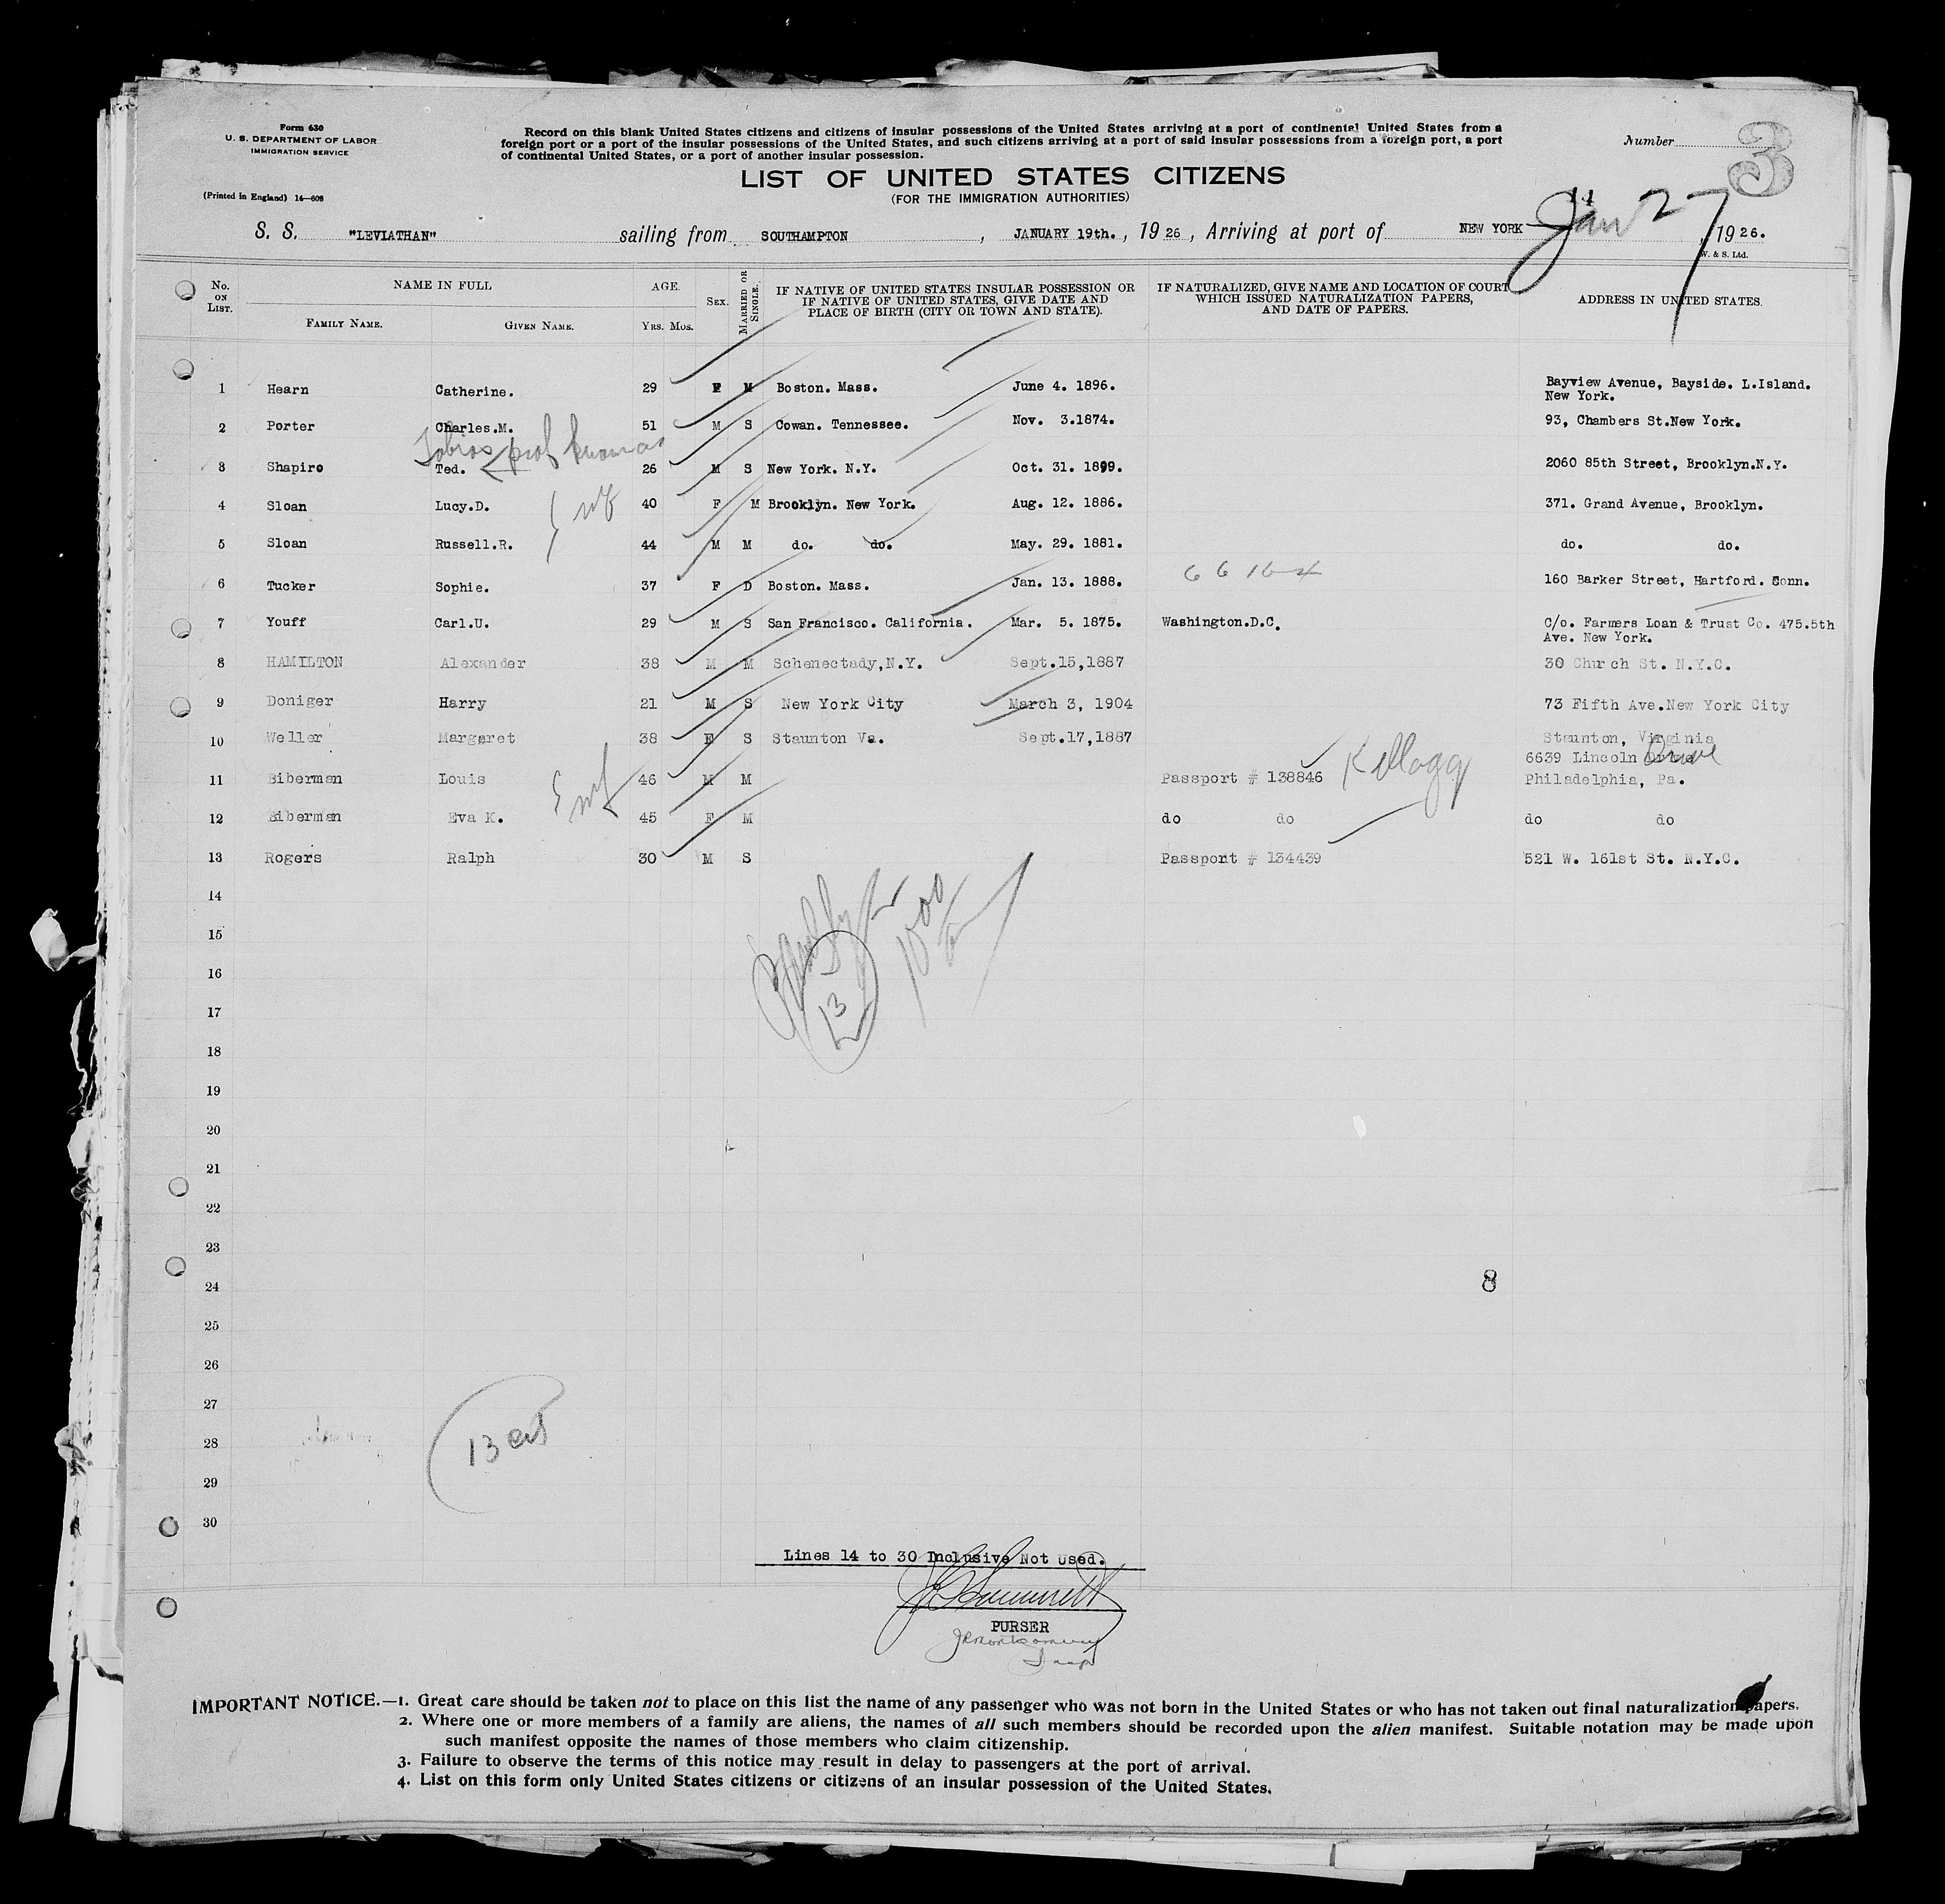 Form 630
U. S. DEPARTMENT OF LABOR
IMMIGRATION SERVICE
(Printed in England) 14—608
Record on this blank United States citizens and citizens of insular possessions of the United States arriving at a port of continental United States from a
foreign port or a port of the insular possessions of the United States, and such citizens arriving at a port of said insular possessions from a foreign port, a port
of continental United States, or a port of another insular possession.
Number 3
LIST OF UNITED STATES CITIZENS
(FOR THE IMMIGRATION AUTHORITIES)
S. S. "LEVIATHAN" sailing from SOUTHAMPTON, JANUARY 19th., 1926, Arriving at port of NEW YORK Jan 27, 1926.
W. & S. Ltd.
No. ON LIST. NAME IN FULL AGE. SEX. MARRIED OR SINGLE. IF NATIVE OF UNITED STATES INSULAR POSSESSION OR IF NATIVE OF UNITED STATES, GIVE DATE AND PLACE OF BIRTH (CITY OR TOWN AND STATE). IF NATURALIZED, GIVE NAME AND LOCATION OF COURT WHICH ISSUED NATURALIZATION PAPERS, AND DATE OF PAPERS. ADDRESS IN UNITED STATES.
FAMILY NAME. GIVEN NAME. YRS. MOS.
1 Hearn Catherine. 29 F M Boston. Mass. June 4. 1896. Bayview Avenue, Bayside. L.Island.
New York.
2 Porter Charles.M. 51 M S Cowan. Tennessee. Nov. 3.1874. 93, Chambers St.New York.
Tobias prof
3 Shapiro Ted. 26 M S New York. N.Y. Oct. 31. 1899. 2060 85th Street, Brooklyn.N.Y.
4 Sloan Lucy.D. wf 40 F M Brooklyn. New York. Aug. 12. 1886. 371. Grand Avenue, Brooklyn.
5 Sloan Russell.R. 44 M M do. do. May. 29. 1881. do. do.
6 Tucker Sophie. 37 F D Boston. Mass. Jan. 13. 1888. 160 Barker Street, Hartford. Conn.
7 Youff Carl.U. 29 M S San Francisco. California. Mar. 5. 1875. Washington.D.C. C/o. Farmers Loan & Trust Co. 475.5th
Ave. New York.
8 HAMILTON Alexander 38 M M Schenectady,N.Y. Sept.15,1887 30 Church St. N.Y.C.
9 Doniger Harry 21 M S New York City March 3, 1904 73 Fifth Ave.New York City
10 Weller Margaret 38 F S Staunton Va. Sept.17,1887 Staunton, Virginia
6639 Lincoln Drive
11 Biberman Louis wf 46 M M Passport # 138846 Kellogg Philadelphia, Pa.
12 Biberman Eva K. 45 F M do do do do
13 Rogers Ralph 30 M S Passport # 134439 521 W. 161st St. N.Y.C.
14
15
16
13
17
18
19
20
21
22
23
24 8
25
26
27
13 cit
28
29
30
Lines 14 to 30 Inclusive Not Used.
PURSER
IMPORTANT NOTICE.—1. Great care should be taken not to place on this list the name of any passenger who was not born in the United States or who has not taken out final naturalization papers.
2. Where one or more members of a family are aliens, the names of all such members should be recorded upon the alien manifest. Suitable notation may be made upon
such manifest opposite the names of those members who claim citizenship.
3. Failure to observe the terms of this notice may result in delay to passengers at the port of arrival.
4. List on this form only United States citizens or citizens of an insular possession of the United States.